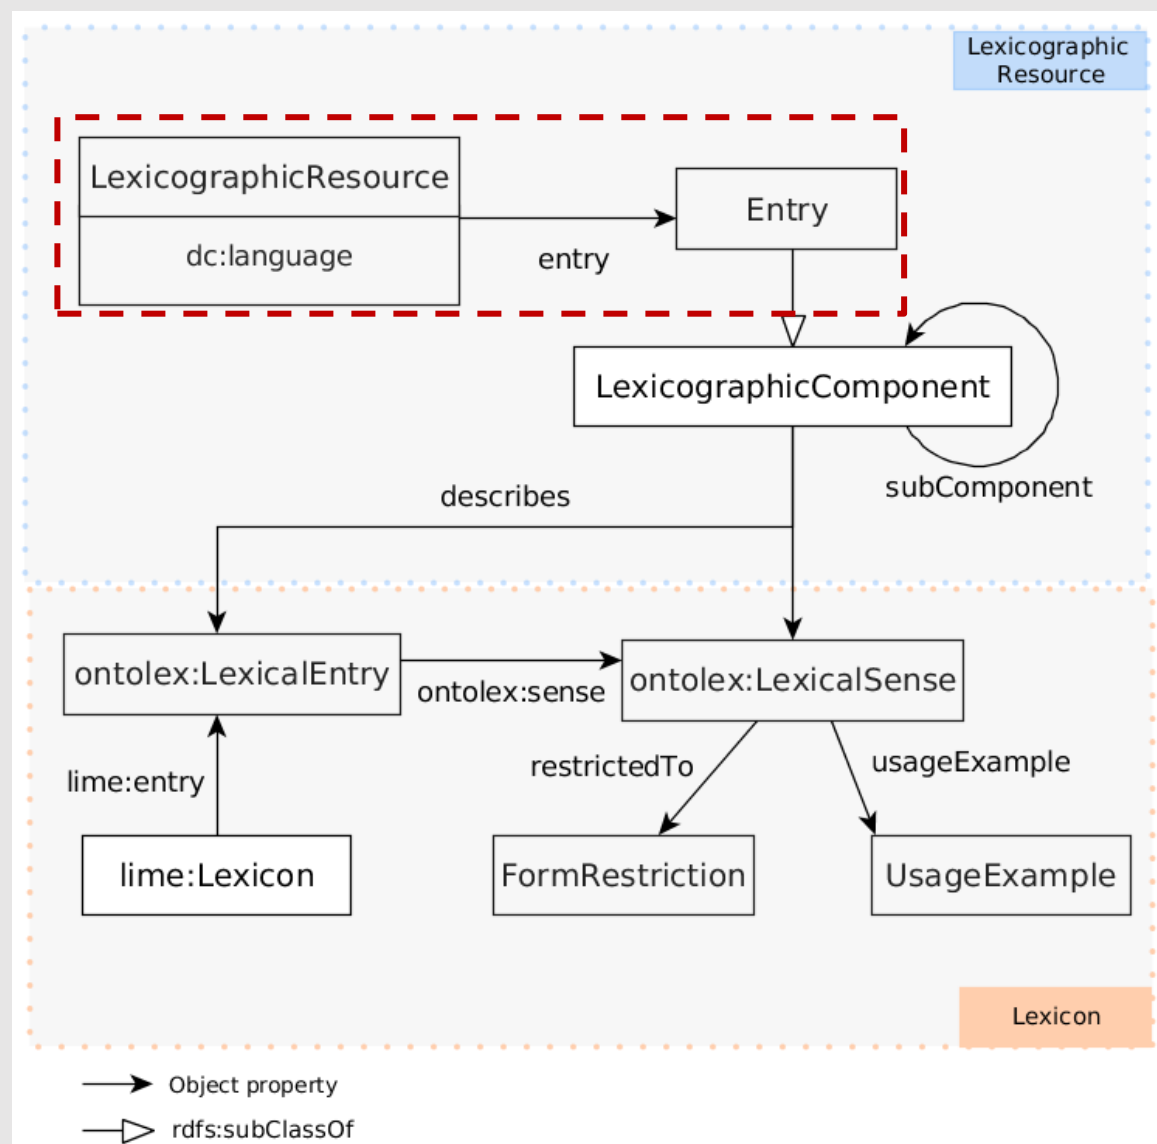 Lexicographic
Resource
LexicographicResource
dc:language
entry
Entry
LexicographicComponent
subComponent
describes
ontolex:LexicalEntry
ontolex:sense
ontolex:LexicalSense
lime:entry
restrictedTo
usageExample
lime:Lexicon
FormRestriction
UsageExample
Lexicon
Object property
rdfs:subClassOf